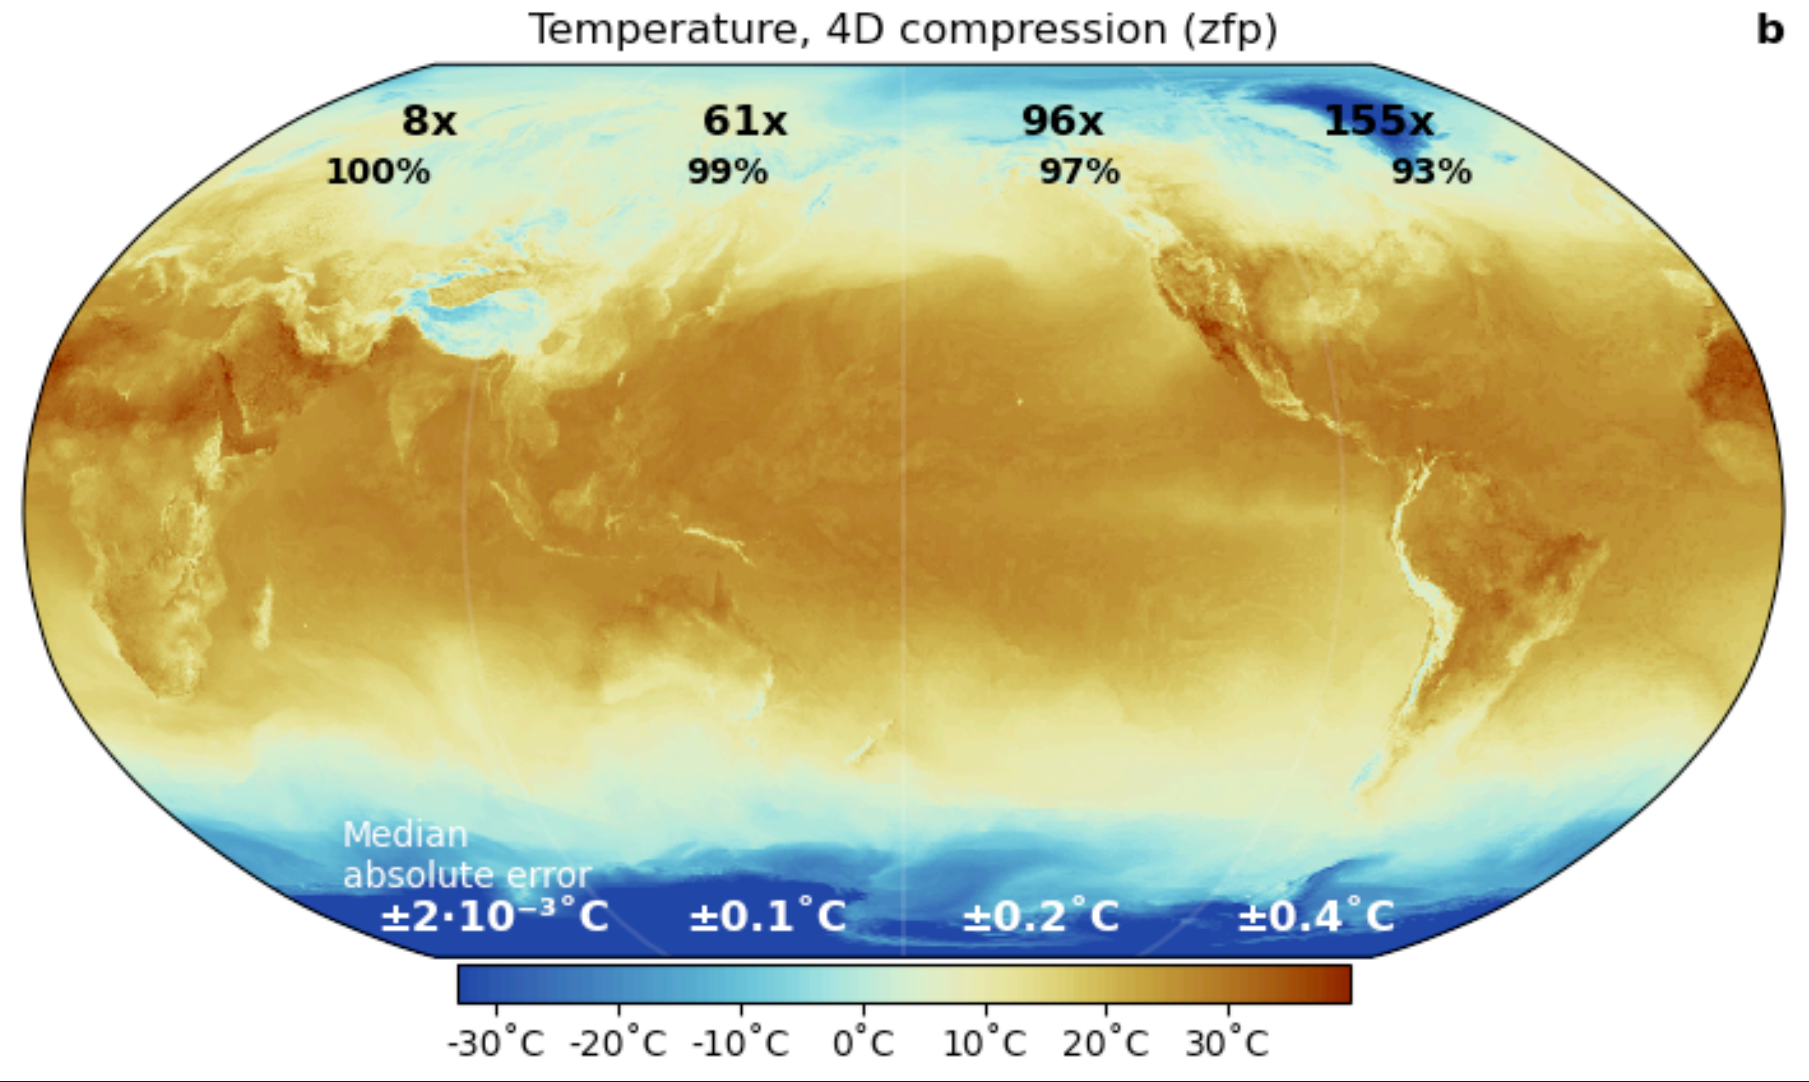 Temperature, 4D compression (zfp) b
8x 61x 96x 155x
100% 99% 97% 93%
Median
absolute error
±2·10⁻³˚C ±0.1˚C ±0.2˚C ±0.4˚C
-30˚C -20˚C -10˚C 0˚C 10˚C 20˚C 30˚C